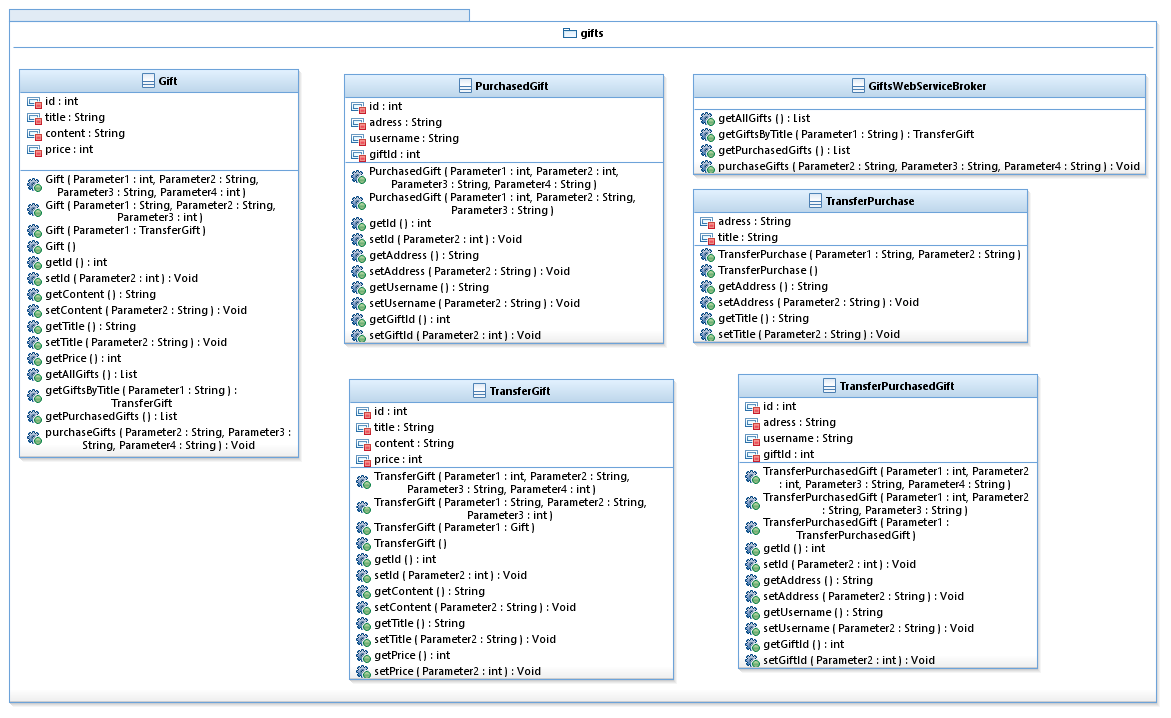 gifts
Gift
id : int
title : String
content : String
price : int
Gift ( Parameter1 : int, Parameter2 : String,
Parameter3 : String, Parameter4 : int )
Gift ( Parameter1 : String, Parameter2 : String,
Parameter3 : int )
Gift ( Parameter1 : TransferGift )
Gift ( )
getId ( ) : int
setId ( Parameter2 : int ) : Void
getContent ( ) : String
setContent ( Parameter2 : String ) : Void
getTitle ( ) : String
setTitle ( Parameter2 : String ) : Void
getPrice ( ) : int
getAllGifts ( ) : List
getGiftsByTitle ( Parameter1 : String ) :
TransferGift
getPurchasedGifts ( ) : List
purchaseGifts ( Parameter2 : String, Parameter3 :
String, Parameter4 : String ) : Void
PurchasedGift
id : int
adress : String
username : String
giftId : int
PurchasedGift ( Parameter1 : int, Parameter2 : int,
Parameter3 : String, Parameter4 : String )
PurchasedGift ( Parameter1 : int, Parameter2 : String,
Parameter3 : String )
getId ( ) : int
setId ( Parameter2 : int ) : Void
getAddress ( ) : String
setAddress ( Parameter2 : String ) : Void
getUsername ( ) : String
setUsername ( Parameter2 : String ) : Void
getGiftId ( ) : int
setGiftId ( Parameter2 : int ) : Void
GiftsWebServiceBroker
getAllGifts ( ) : List
getGiftsByTitle ( Parameter1 : String ) : TransferGift
getPurchasedGifts ( ) : List
purchaseGifts ( Parameter2 : String, Parameter3 : String, Parameter4 : String ) : Void
TransferPurchase
adress : String
title : String
TransferPurchase ( Parameter1 : String, Parameter2 : String )
TransferPurchase ( )
getAddress ( ) : String
setAddress ( Parameter2 : String ) : Void
getTitle ( ) : String
setTitle ( Parameter2 : String ) : Void
TransferGift
id : int
title : String
content : String
price : int
TransferGift ( Parameter1 : int, Parameter2 : String,
Parameter3 : String, Parameter4 : int )
TransferGift ( Parameter1 : String, Parameter2 : String,
Parameter3 : int )
TransferGift ( Parameter1 : Gift )
TransferGift ( )
getId ( ) : int
setId ( Parameter2 : int ) : Void
getContent ( ) : String
setContent ( Parameter2 : String ) : Void
getTitle ( ) : String
setTitle ( Parameter2 : String ) : Void
getPrice ( ) : int
setPrice ( Parameter2 : int ) : Void
TransferPurchasedGift
id : int
adress : String
username : String
giftId : int
TransferPurchasedGift ( Parameter1 : int, Parameter2
: int, Parameter3 : String, Parameter4 : String )
TransferPurchasedGift ( Parameter1 : int, Parameter2
: String, Parameter3 : String )
TransferPurchasedGift ( Parameter1 :
TransferPurchasedGift )
getId ( ) : int
setId ( Parameter2 : int ) : Void
getAddress ( ) : String
setAddress ( Parameter2 : String ) : Void
getUsername ( ) : String
setUsername ( Parameter2 : String ) : Void
getGiftId ( ) : int
setGiftId ( Parameter2 : int ) : Void